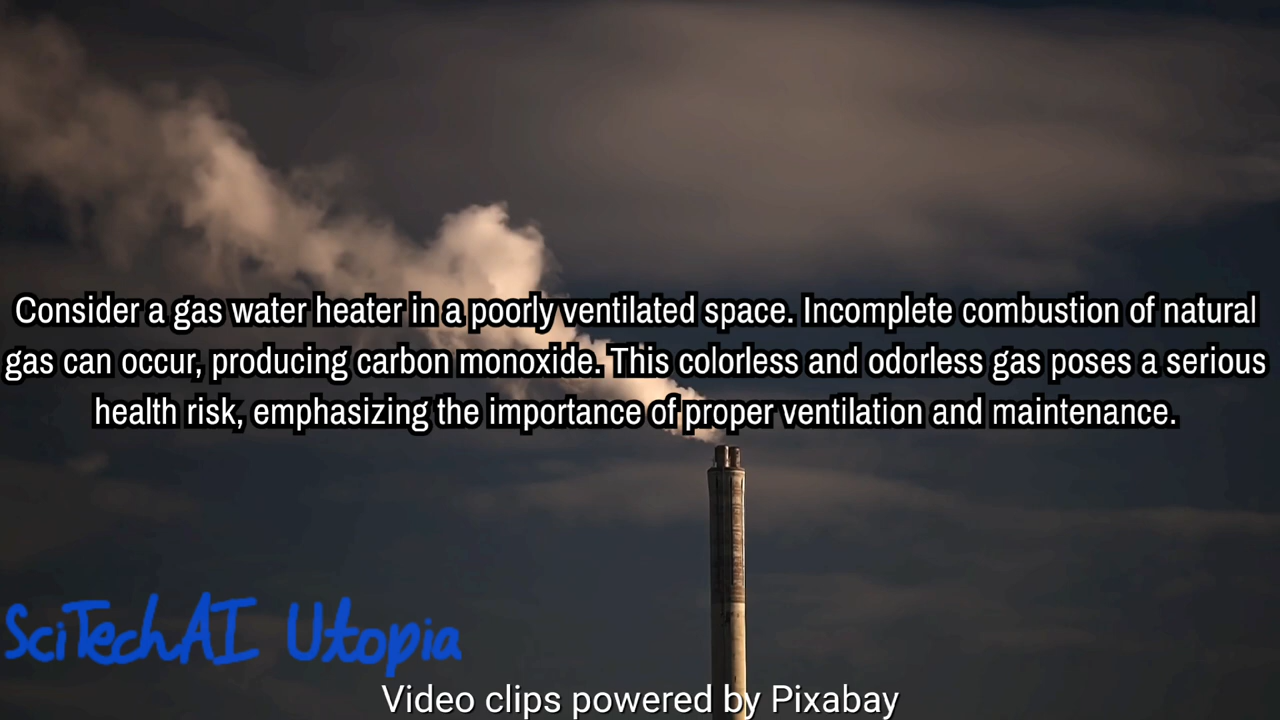 Consider a gas water heater in a poorly ventilated space. Incomplete combustion of natural
gas can occur, producing carbon monoxide. This colorless and odorless gas poses a serious
health risk, emphasizing the importance of proper ventilation and maintenance.
SciTechAI Utopia
Video clips powered by Pixabay